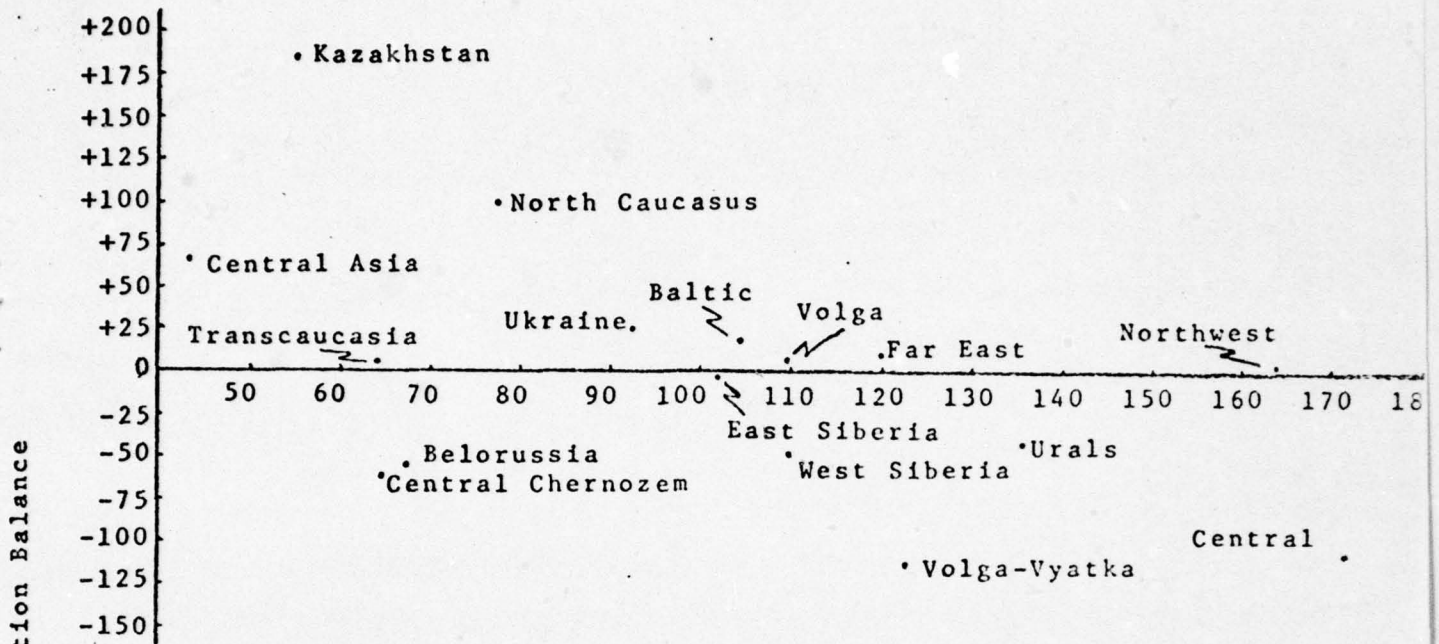 +200
Kazakhstan
+175
+150
+125
+100
North Caucasus
+75
Central Asia
+50
Baltic
Volga
+25
Ukraine
Transcaucasia
Northwest
Far East
0
50 60 70 80 90 100 110 120 130 140 150 160 170 18
-25
East Siberia
-50
Belorussia
Urals
West Siberia
Central Chernozem
-75
-100
Central
-125
Volga-Vyatka
-150
tion Balance